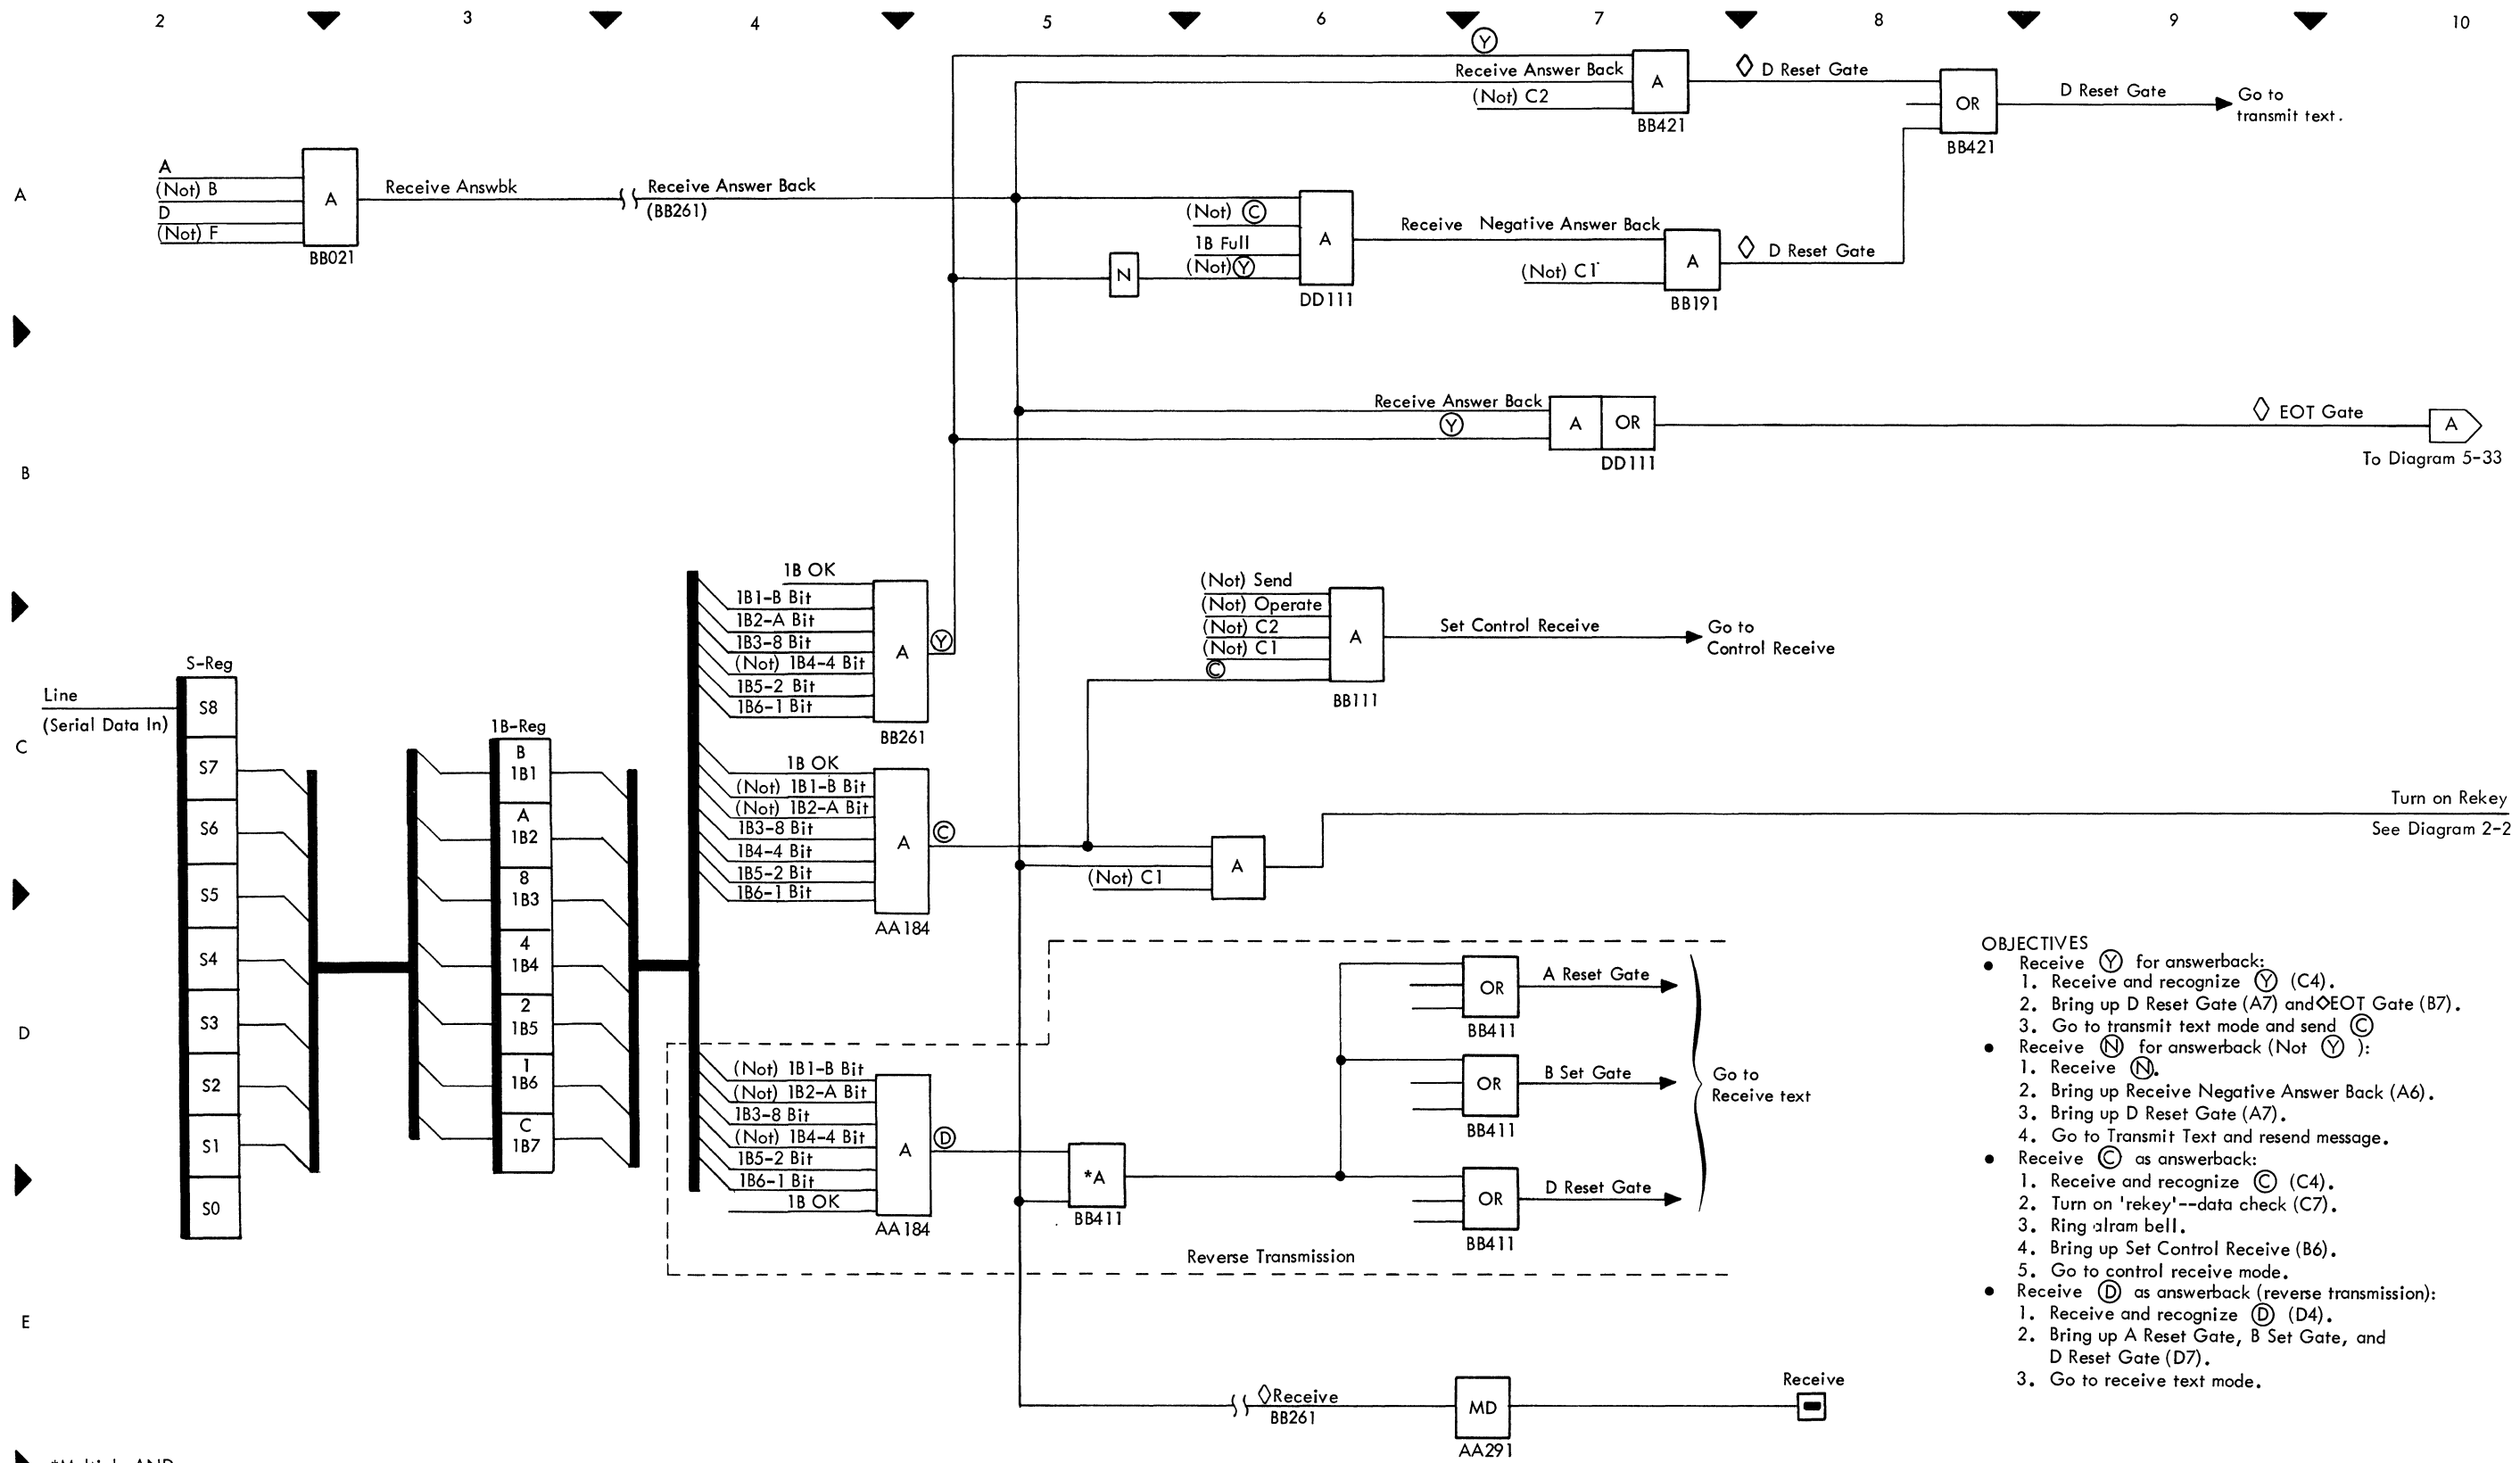 2 3 4 5 6 7 8 9 10
A
B
C
D
E
A
(Not) B
D
(Not) F
A
BB021
Receive Answbk
Receive Answer Back
(BB261)
Y
Receive Answer Back
(Not) C2
A
BB421
◊ D Reset Gate
OR
BB421
D Reset Gate
Go to
transmit text.
(Not) C
1B Full
N
(Not) Y
A
DD111
Receive Negative Answer Back
(Not) C1
A
BB191
◊ D Reset Gate
Receive Answer Back
Y
A OR
DD111
◊ EOT Gate
A
To Diagram 5-33
1B OK
1B1-B Bit
1B2-A Bit
1B3-8 Bit
(Not) 1B4-4 Bit
1B5-2 Bit
1B6-1 Bit
A
Y
BB261
(Not) Send
(Not) Operate
(Not) C2
(Not) C1
C
A
BB111
Set Control Receive
Go to
Control Receive
S-Reg
Line
(Serial Data In)
S8
S7
S6
S5
S4
S3
S2
S1
S0
1B-Reg
B
1B1
A
1B2
8
1B3
4
1B4
2
1B5
1
1B6
C
1B7
1B OK
(Not) 1B1-B Bit
(Not) 1B2-A Bit
1B3-8 Bit
1B4-4 Bit
1B5-2 Bit
1B6-1 Bit
A
C
AA184
(Not) C1
A
Turn on Rekey
See Diagram 2-2
(Not) 1B1-B Bit
(Not) 1B2-A Bit
1B3-8 Bit
(Not) 1B4-4 Bit
1B5-2 Bit
1B6-1 Bit
1B OK
A
D
AA184
*A
BB411
OR
BB411
A Reset Gate
OR
BB411
B Set Gate
OR
BB411
D Reset Gate
Go to
Receive text
Reverse Transmission
◊Receive
BB261
MD
AA291
Receive
OBJECTIVES
● Receive Y for answerback:
1. Receive and recognize Y (C4).
2. Bring up D Reset Gate (A7) and◊EOT Gate (B7).
3. Go to transmit text mode and send C
● Receive N for answerback (Not Y ):
1. Receive N.
2. Bring up Receive Negative Answer Back (A6).
3. Bring up D Reset Gate (A7).
4. Go to Transmit Text and resend message.
● Receive C as answerback:
1. Receive and recognize C (C4).
2. Turn on 'rekey'--data check (C7).
3. Ring alram bell.
4. Bring up Set Control Receive (B6).
5. Go to control receive mode.
● Receive D as answerback (reverse transmission):
1. Receive and recognize D (D4).
2. Bring up A Reset Gate, B Set Gate, and
D Reset Gate (D7).
3. Go to receive text mode.